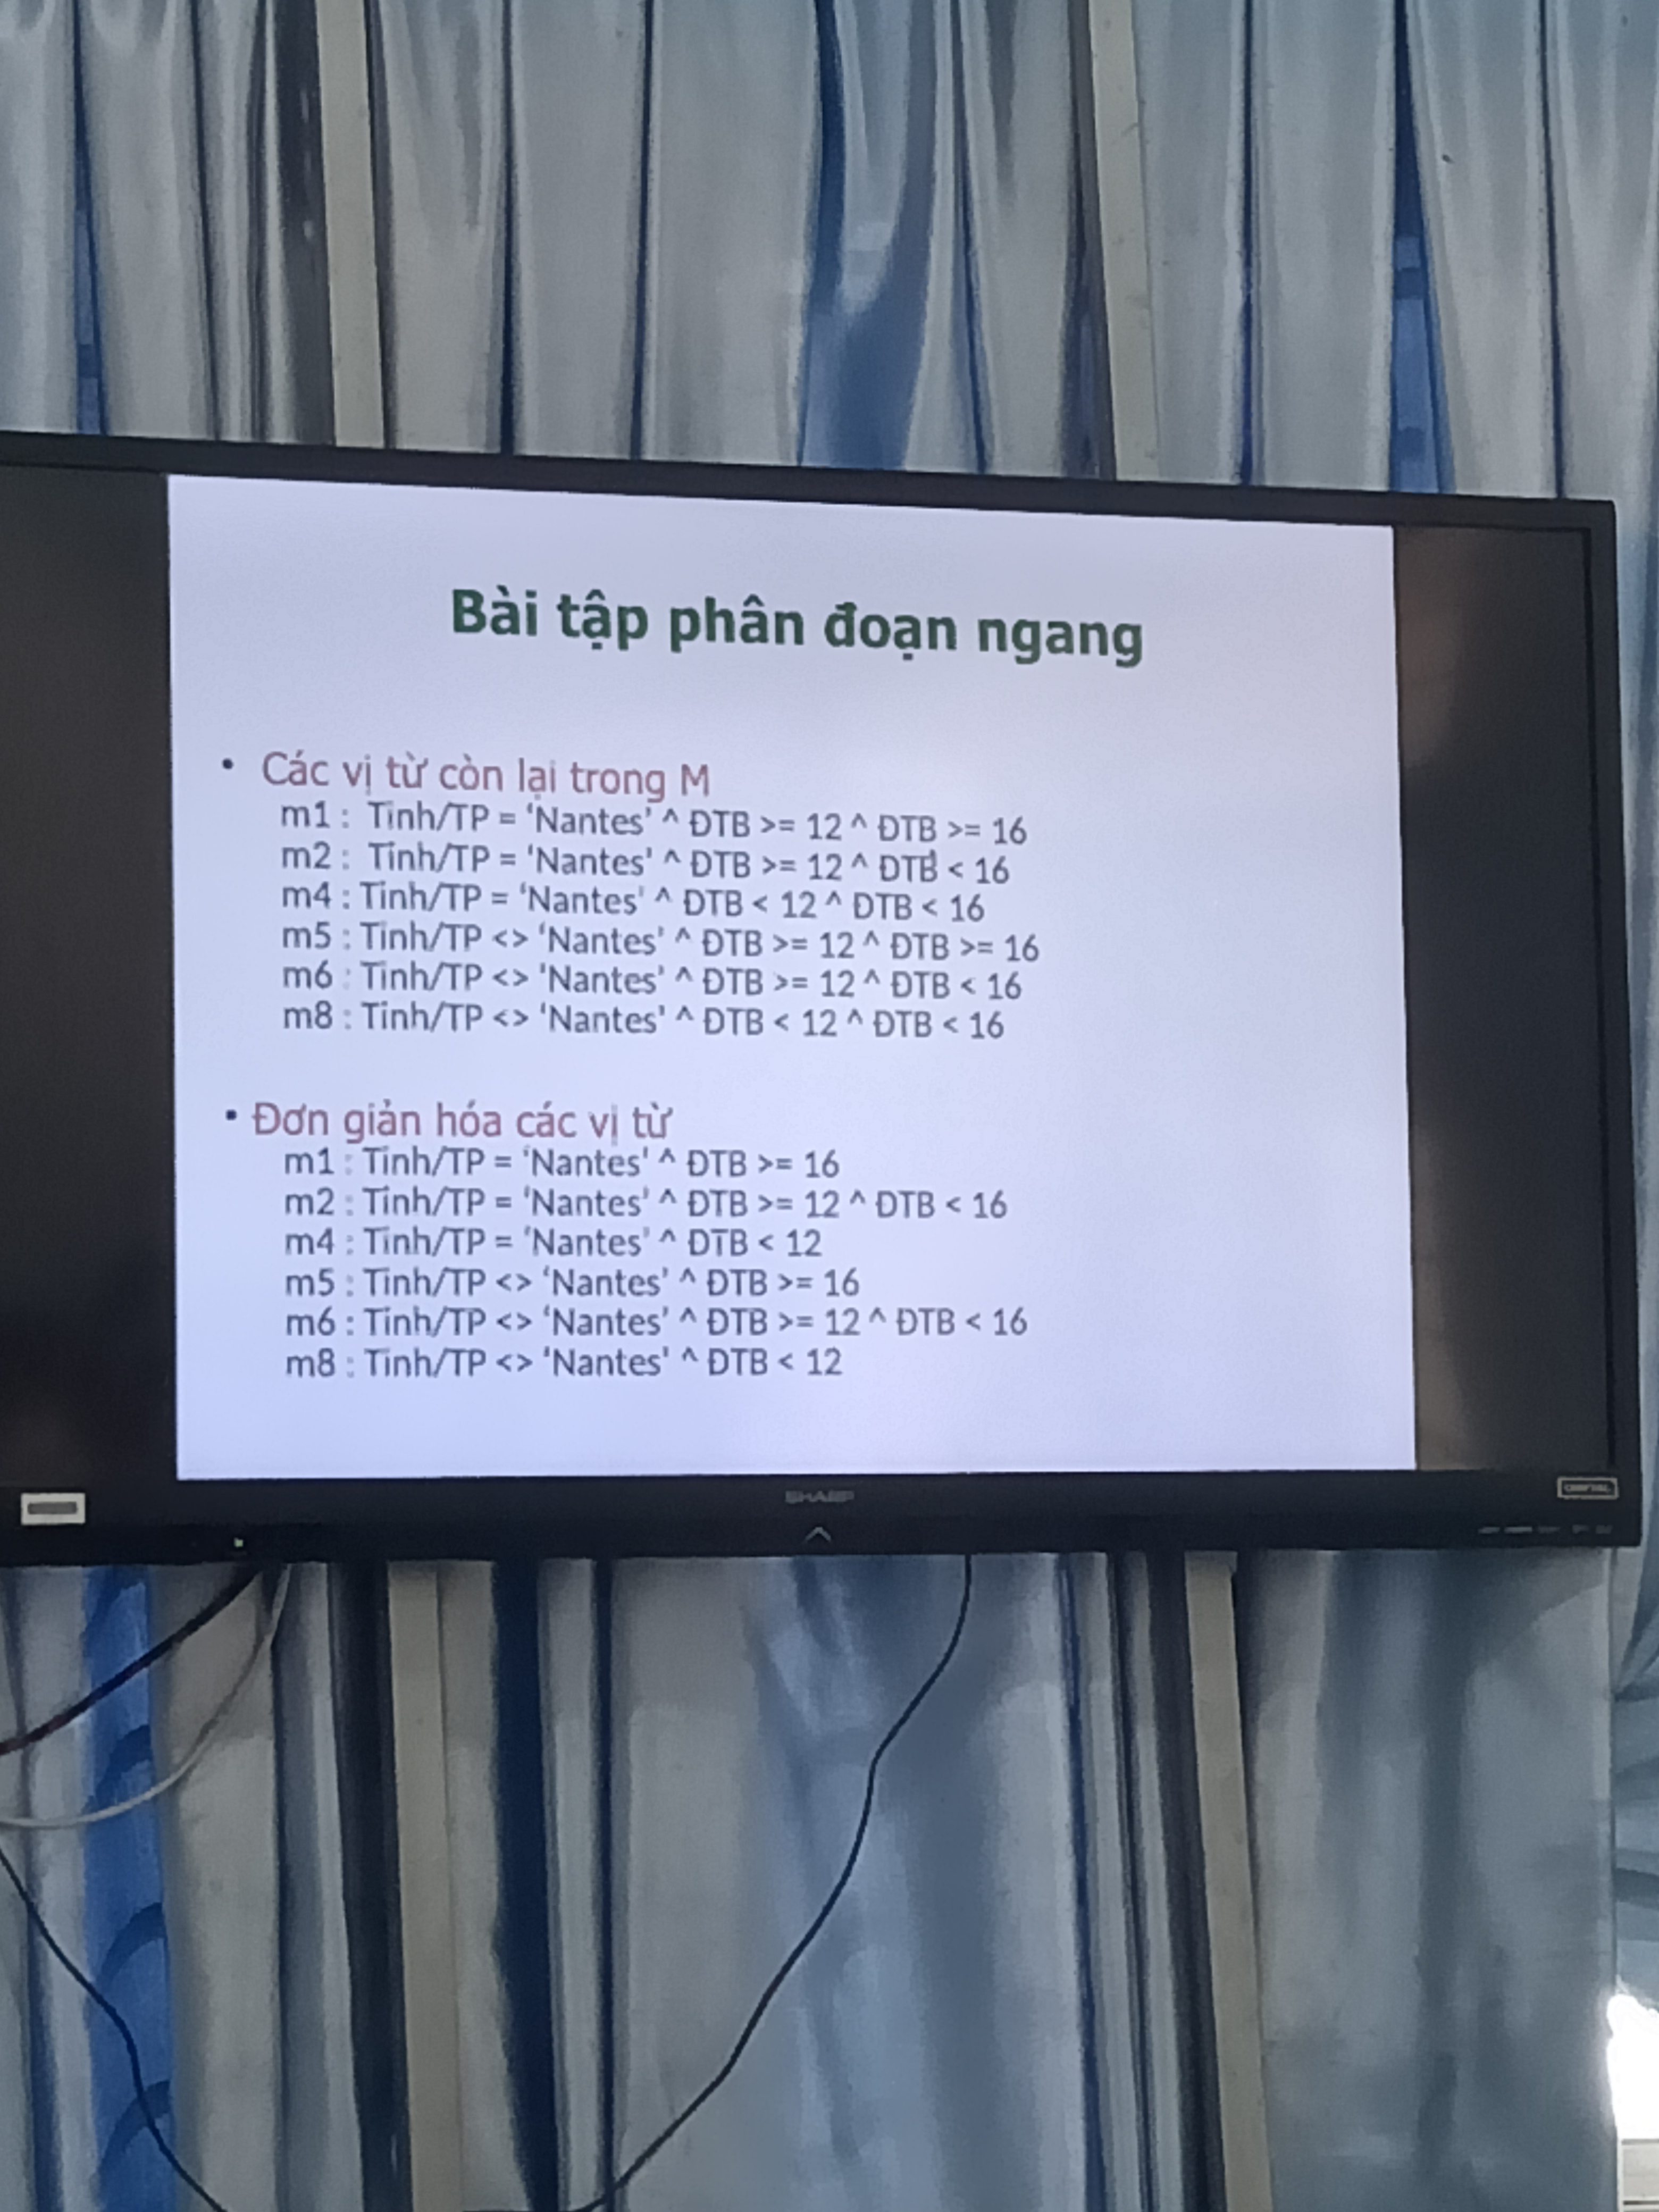 Bài tập phân đoạn ngang
• Các vị từ còn lại trong M
m1 : Tỉnh/TP = ‘Nantes’ ^ ĐTB >= 12 ^ ĐTB >= 16
m2 : Tỉnh/TP = ‘Nantes’ ^ ĐTB >= 12 ^ ĐTB < 16
m4 : Tỉnh/TP = ‘Nantes’ ^ ĐTB < 12 ^ ĐTB < 16
m5 : Tỉnh/TP <> ‘Nantes’ ^ ĐTB >= 12 ^ ĐTB >= 16
m6 : Tỉnh/TP <> 'Nantes’ ^ ĐTB >= 12 ^ ĐTB < 16
m8 : Tỉnh/TP <> ‘Nantes’ ^ ĐTB < 12 ^ ĐTB < 16
• Đơn giản hóa các vị từ
m1 : Tỉnh/TP = ‘Nantes’ ^ ĐTB >= 16
m2 : Tỉnh/TP = ‘Nantes’ ^ ĐTB >= 12 ^ ĐTB < 16
m4 : Tỉnh/TP = ‘Nantes’ ^ ĐTB < 12
m5 : Tỉnh/TP <> ‘Nantes’ ^ ĐTB >= 16
m6 : Tỉnh/TP <> ‘Nantes’ ^ ĐTB >= 12 ^ ĐTB < 16
m8 : Tỉnh/TP <> ‘Nantes’ ^ ĐTB < 12
SHARP